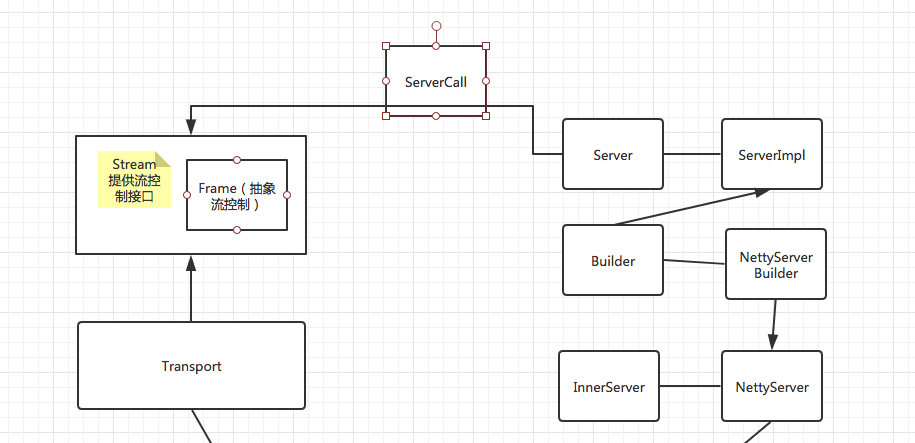 ServerCall
Stream
提供流控
制接口
Frame（抽象
流控制）
Server
ServerImpl
Builder
NettyServer
Builder
Transport
InnerServer
NettyServer